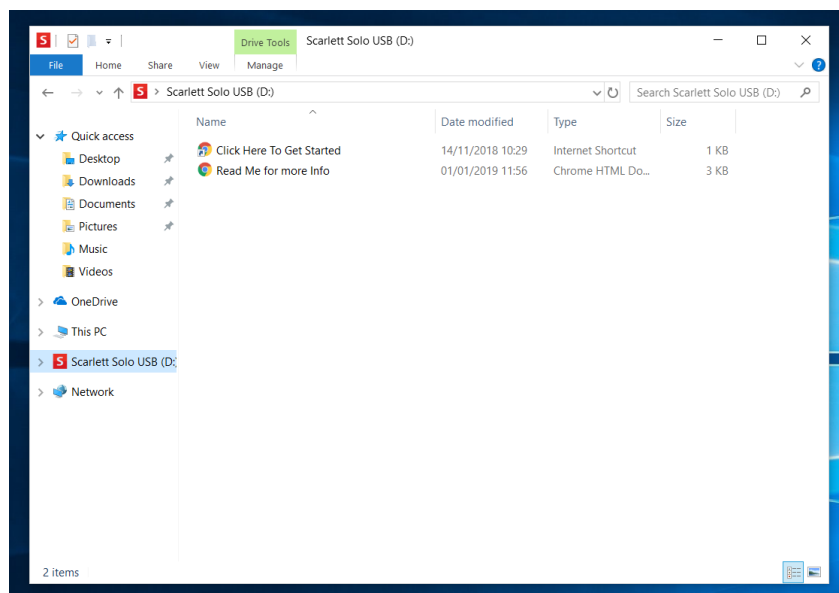 S
Drive Tools Scarlett Solo USB (D:)
File Home Share View Manage
?
S > Scarlett Solo USB (D:) Search Scarlett Solo USB (D:)
Name Date modified Type Size
Quick access
Click Here To Get Started 14/11/2018 10:29 Internet Shortcut 1 KB
Desktop
Read Me for more Info 01/01/2019 11:56 Chrome HTML Do... 3 KB
Downloads
Documents
Pictures
Music
Videos
OneDrive
This PC
S Scarlett Solo USB (D:
Network
2 items